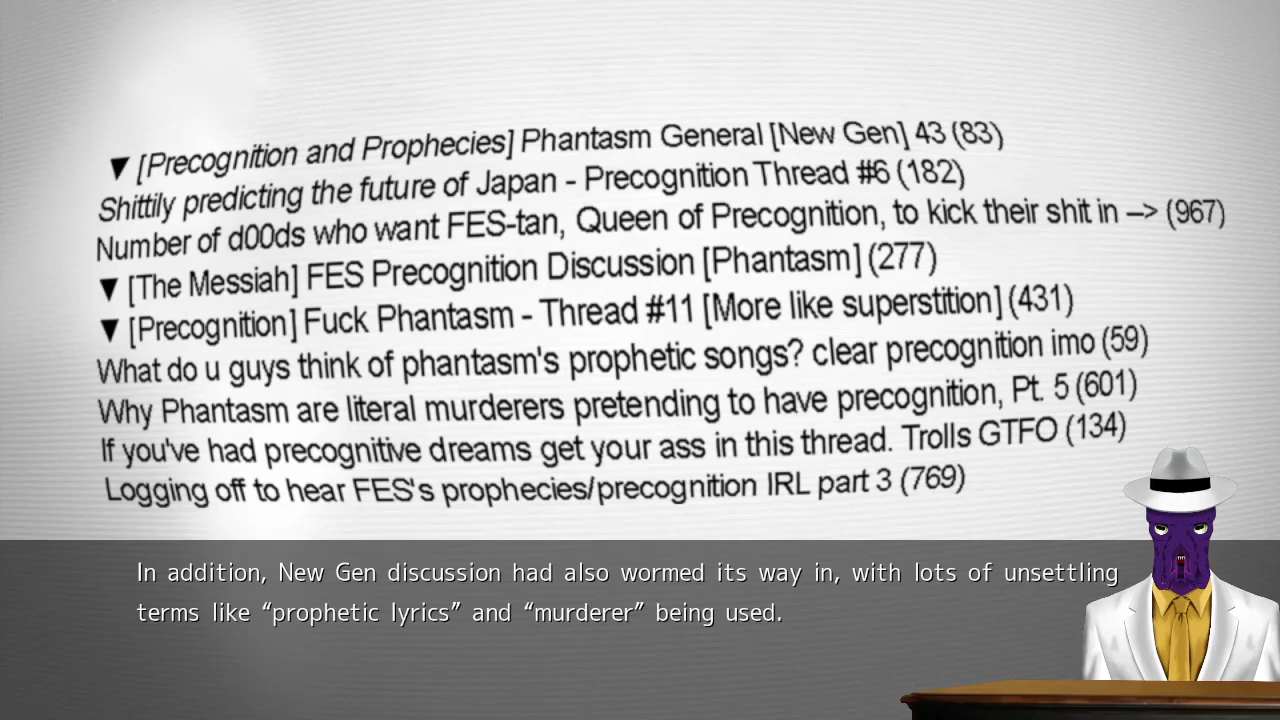 ▼ [Precognition and Prophecies] Phantasm General [New Gen] 43 (83)
Shittily predicting the future of Japan - Precognition Thread #6 (182)
Number of d00ds who want FES-tan, Queen of Precognition, to kick their shit in --> (967)
▼ [The Messiah] FES Precognition Discussion [Phantasm] (277)
▼ [Precognition] Fuck Phantasm - Thread #11 [More like superstition] (431)
What do u guys think of phantasm's prophetic songs? clear precognition imo (59)
Why Phantasm are literal murderers pretending to have precognition, Pt. 5 (601)
If you've had precognitive dreams get your ass in this thread. Trolls GTFO (134)
Logging off to hear FES's prophecies/precognition IRL part 3 (769)
In addition, New Gen discussion had also wormed its way in, with lots of unsettling
terms like “prophetic lyrics” and “murderer” being used.